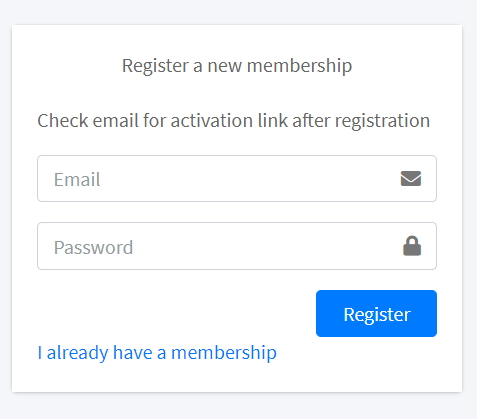 Register a new membership
Check email for activation link after registration
Email
Password
Register
I already have a membership